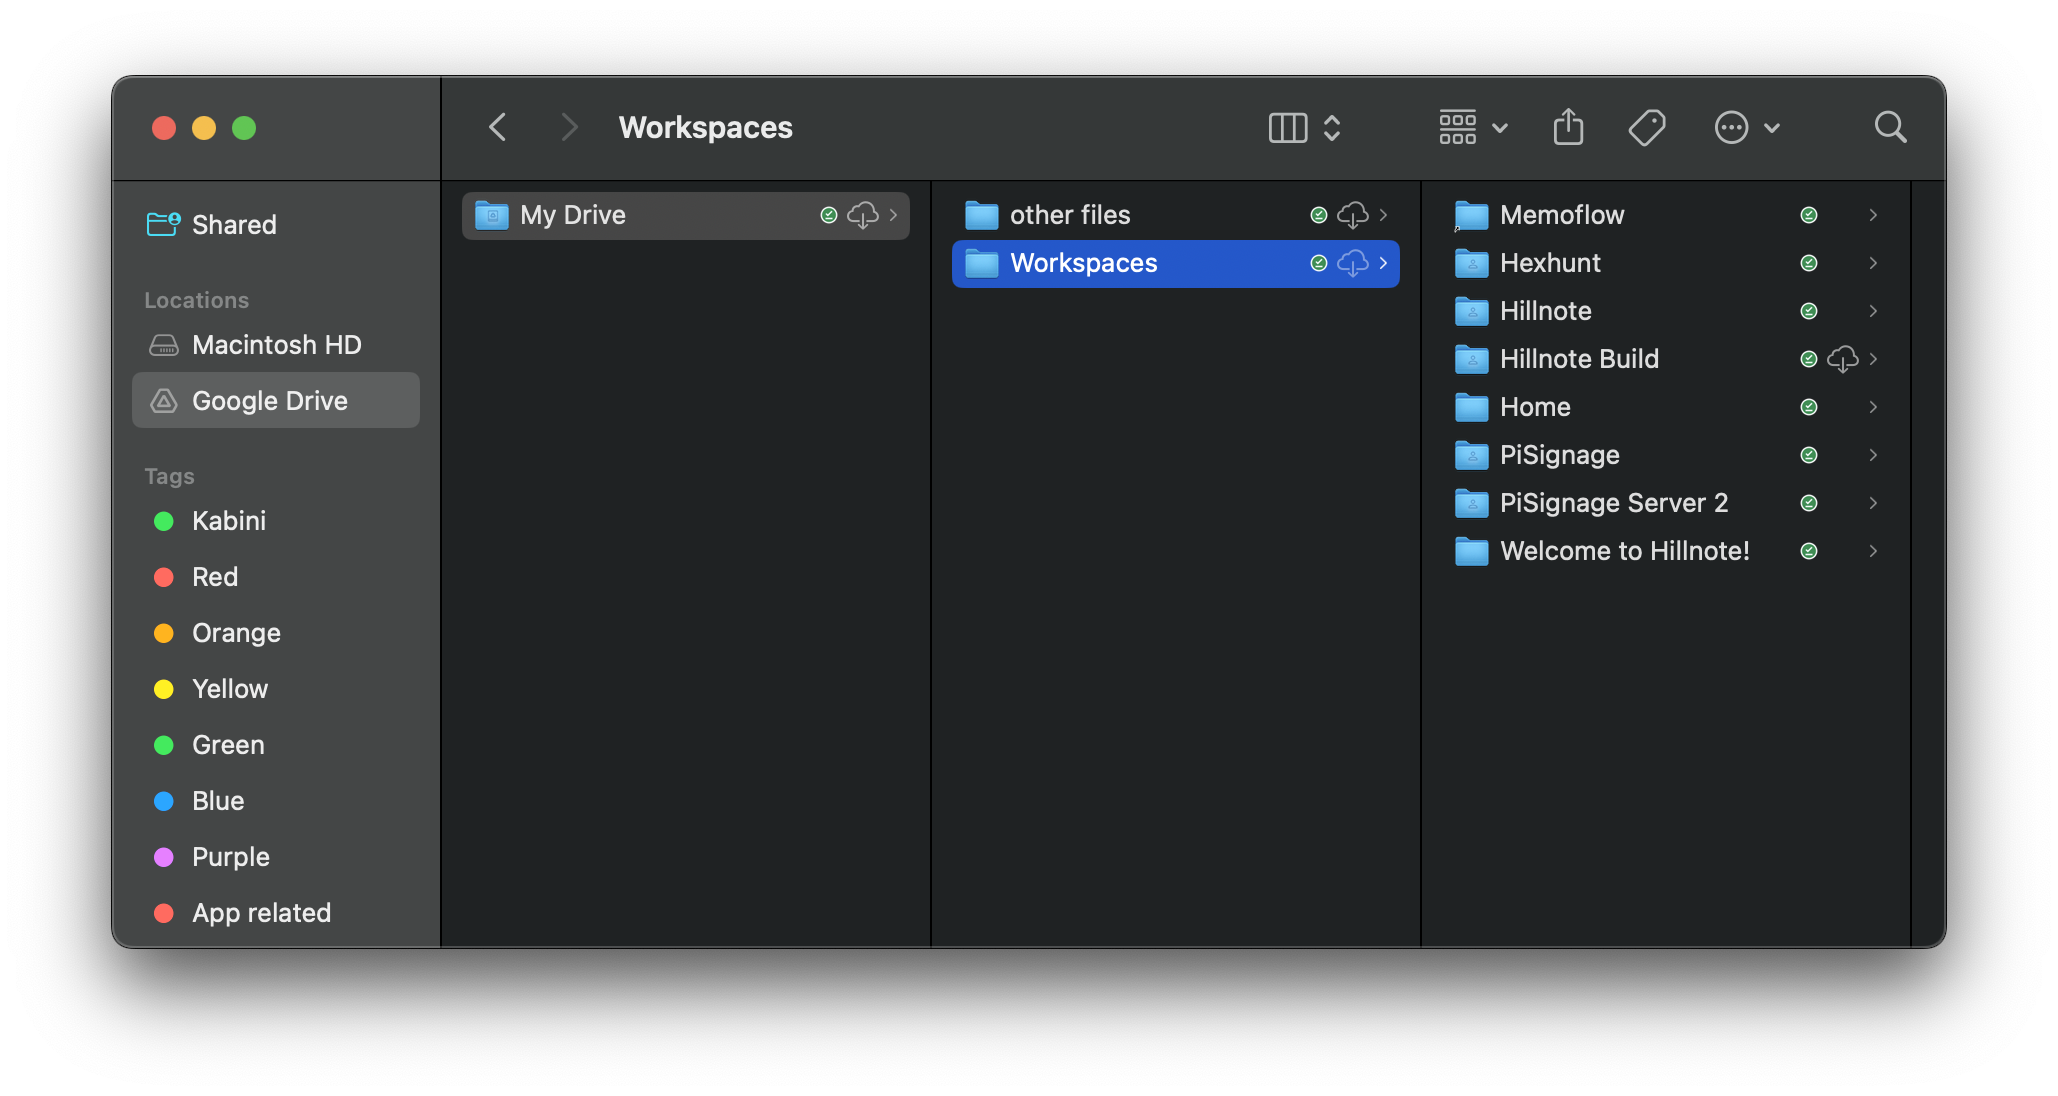 Workspaces
Shared
Locations
Macintosh HD
Google Drive
Tags
Kabini
Red
Orange
Yellow
Green
Blue
Purple
App related
My Drive
other files
Workspaces
Memoflow
Hexhunt
Hillnote
Hillnote Build
Home
PiSignage
PiSignage Server 2
Welcome to Hillnote!